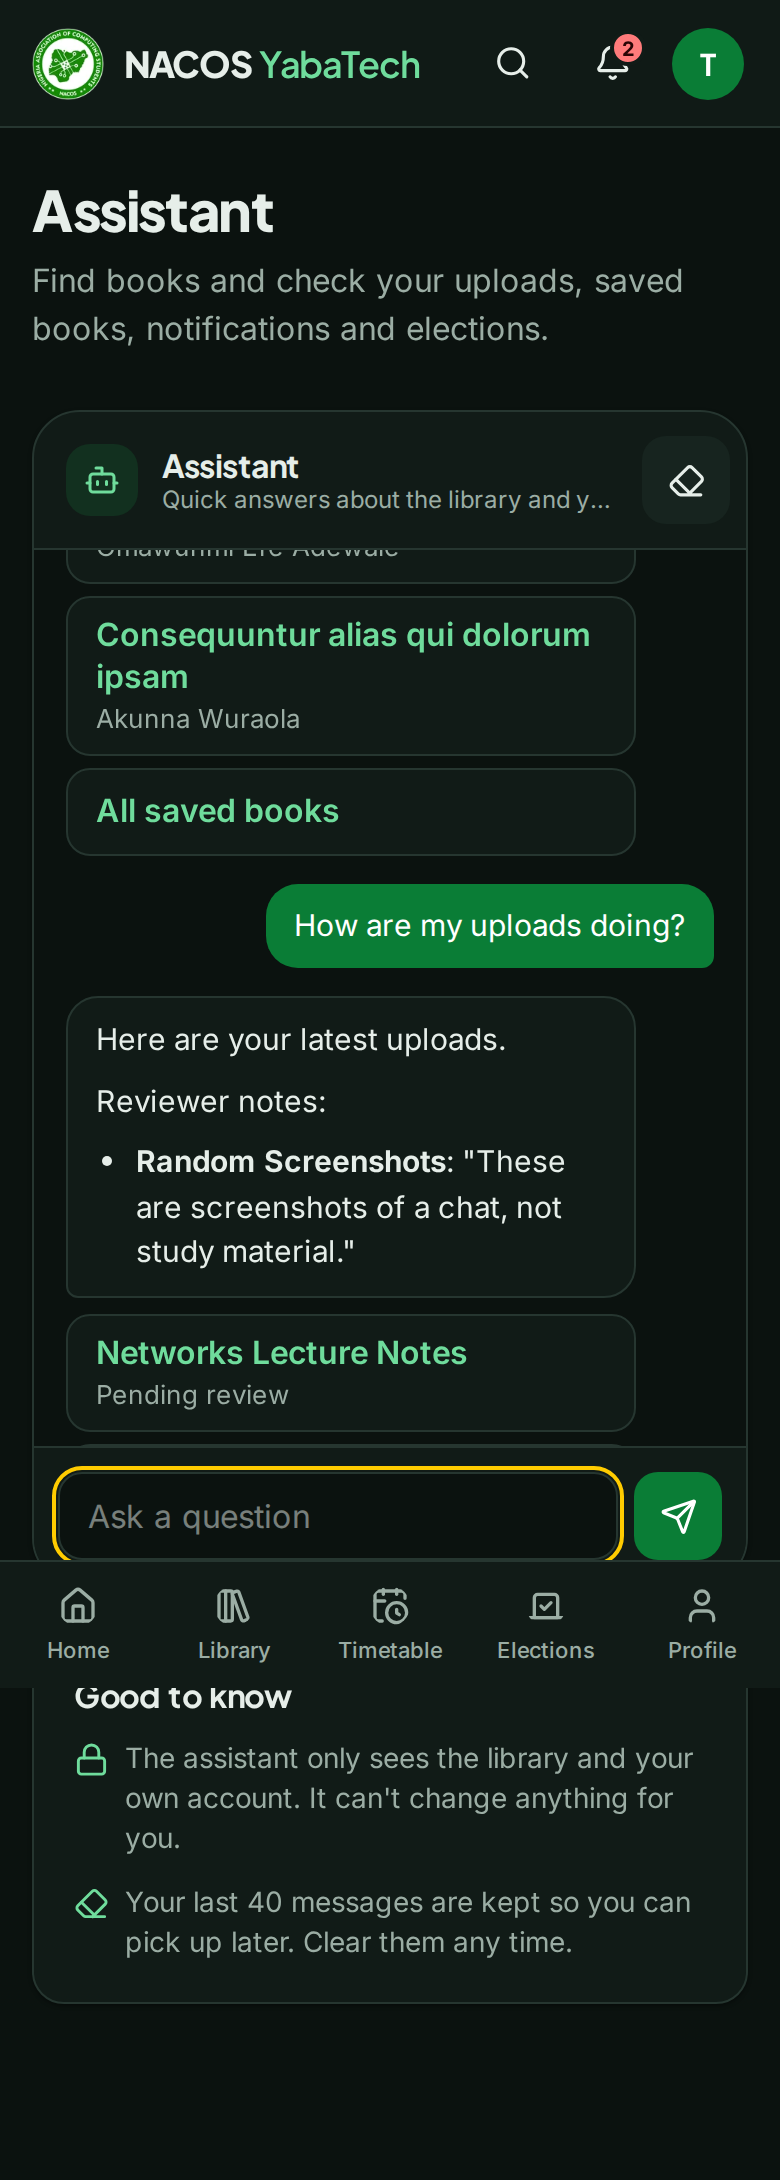 NACOS YabaTech
2
T
Assistant
Find books and check your uploads, saved
books, notifications and elections.
Assistant
Quick answers about the library and y...
Consequuntur alias qui dolorum
ipsam
Akunna Wuraola
All saved books
How are my uploads doing?
Here are your latest uploads.
Reviewer notes:
• Random Screenshots: "These
are screenshots of a chat, not
study material."
Networks Lecture Notes
Pending review
Ask a question
Home
Library
Timetable
Elections
Profile
Good to know
The assistant only sees the library and your
own account. It can't change anything for
you.
Your last 40 messages are kept so you can
pick up later. Clear them any time.